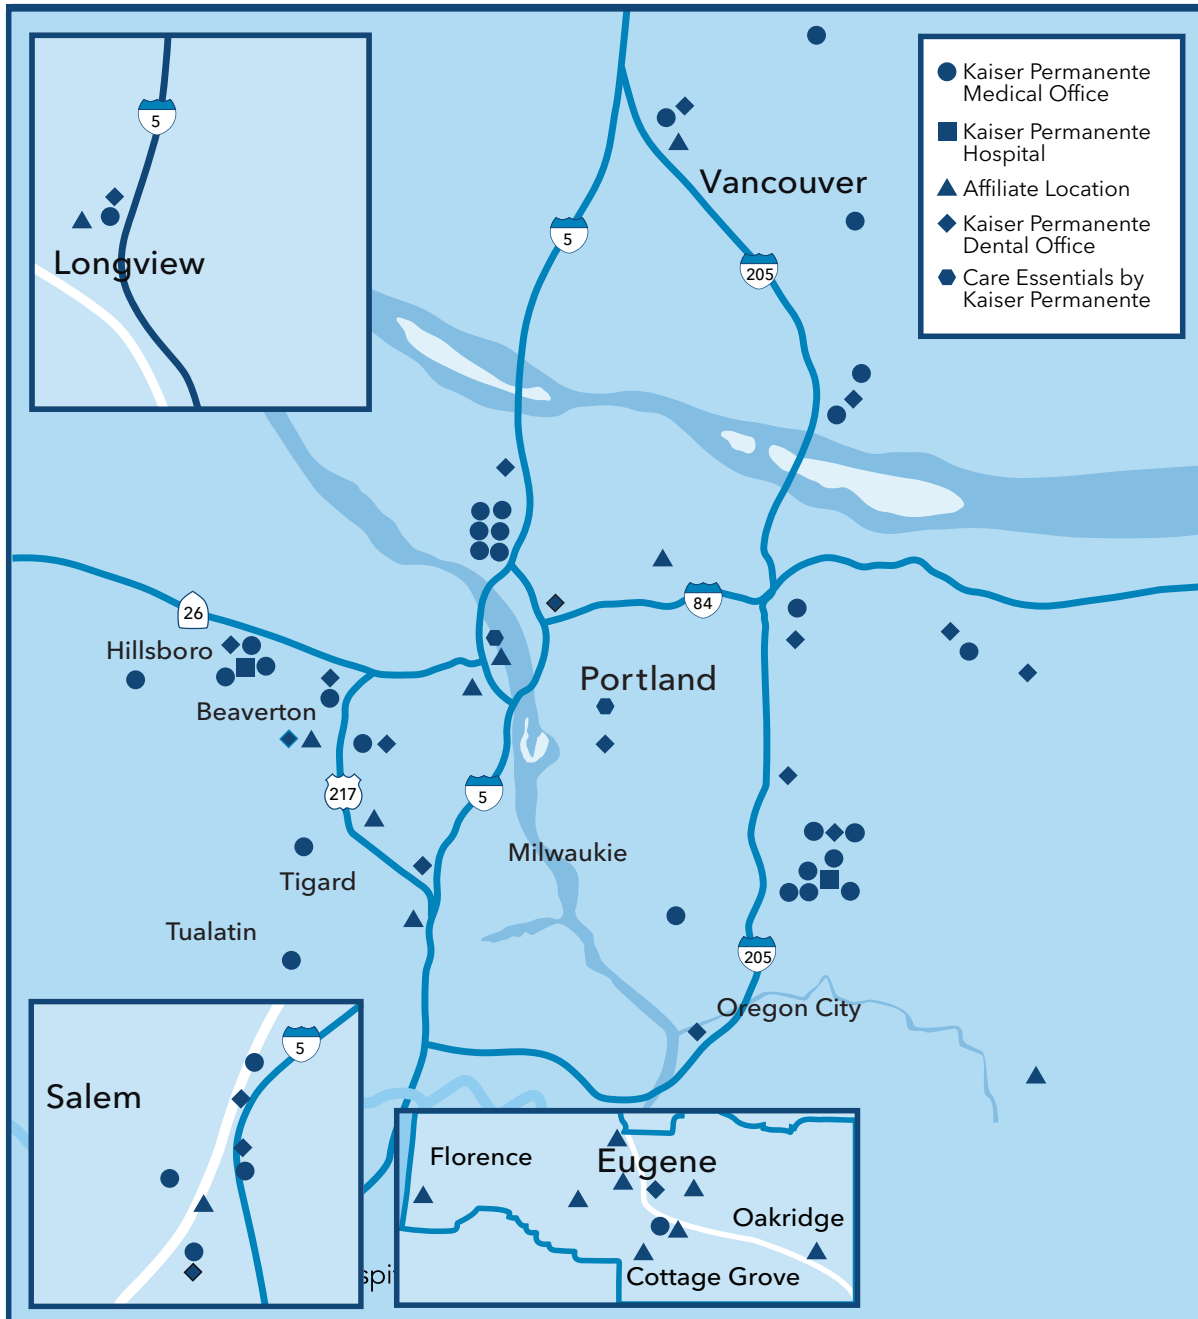 5
Longview
Kaiser Permanente
Medical Office
Kaiser Permanente
Hospital
Affiliate Location
Kaiser Permanente
Dental Office
Care Essentials by
Kaiser Permanente
Vancouver
5
205
26
84
Hillsboro
Portland
Beaverton
217
5
Milwaukie
Tigard
Tualatin
205
Oregon City
5
Salem
Florence
Eugene
Oakridge
Cottage Grove